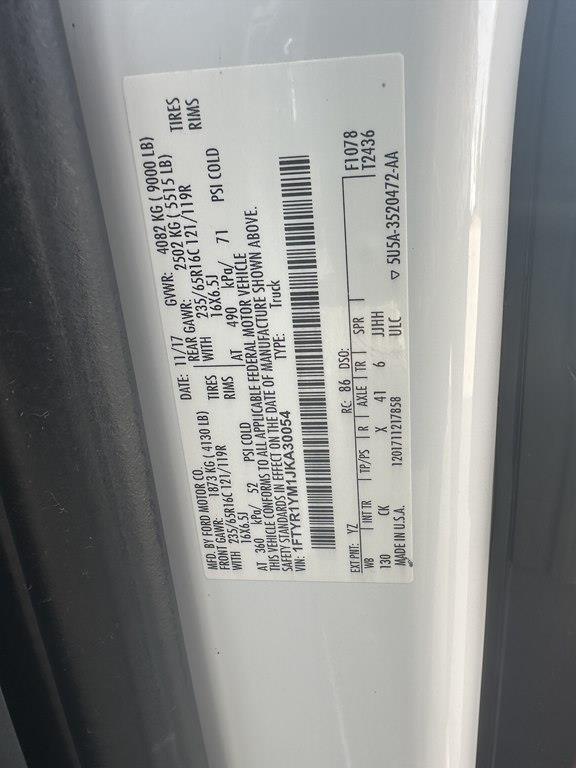 MFD. BY FORD MOTOR CO. DATE: 11/17 GVWR: 4082 KG ( 9000 LB)
FRONT GAWR: 1873 KG ( 4130 LB) REAR GAWR: 2502 KG ( 5515 LB)
WITH 235/65R16C 121/119R TIRES WITH 235/65R16C 121/119R TIRES
16X6.5J RIMS 16X6.5J RIMS
AT 360 kPa/ 52 PSI COLD AT 490 kPa/ 71 PSI COLD
THIS VEHICLE CONFORMS TO ALL APPLICABLE FEDERAL MOTOR VEHICLE
SAFETY STANDARDS IN EFFECT ON THE DATE OF MANUFACTURE SHOWN ABOVE.
VIN: 1FTYR1YM1JKA30054 TYPE: Truck
F1078
T2436
EXT PNT: YZ RC: 86 DSO:
WB INT TR TP/PS R AXLE TR SPR
130 CK X 41 6 JJHH
MADE IN U.S.A. 1201711217858 ULC
▽ 5U5A-3520472-AA